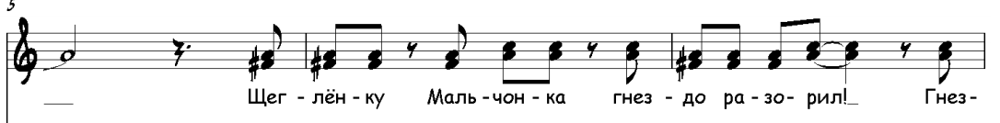 5
Щег - лён - ку Маль - чон - ка гнез - до ра - зо - рил!_ Гнез-